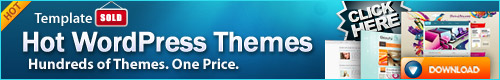 HOT
Template SOLD
Hot WordPress Themes
Hundreds of Themes. One Price.
CLICK
HERE
DOWNLOAD